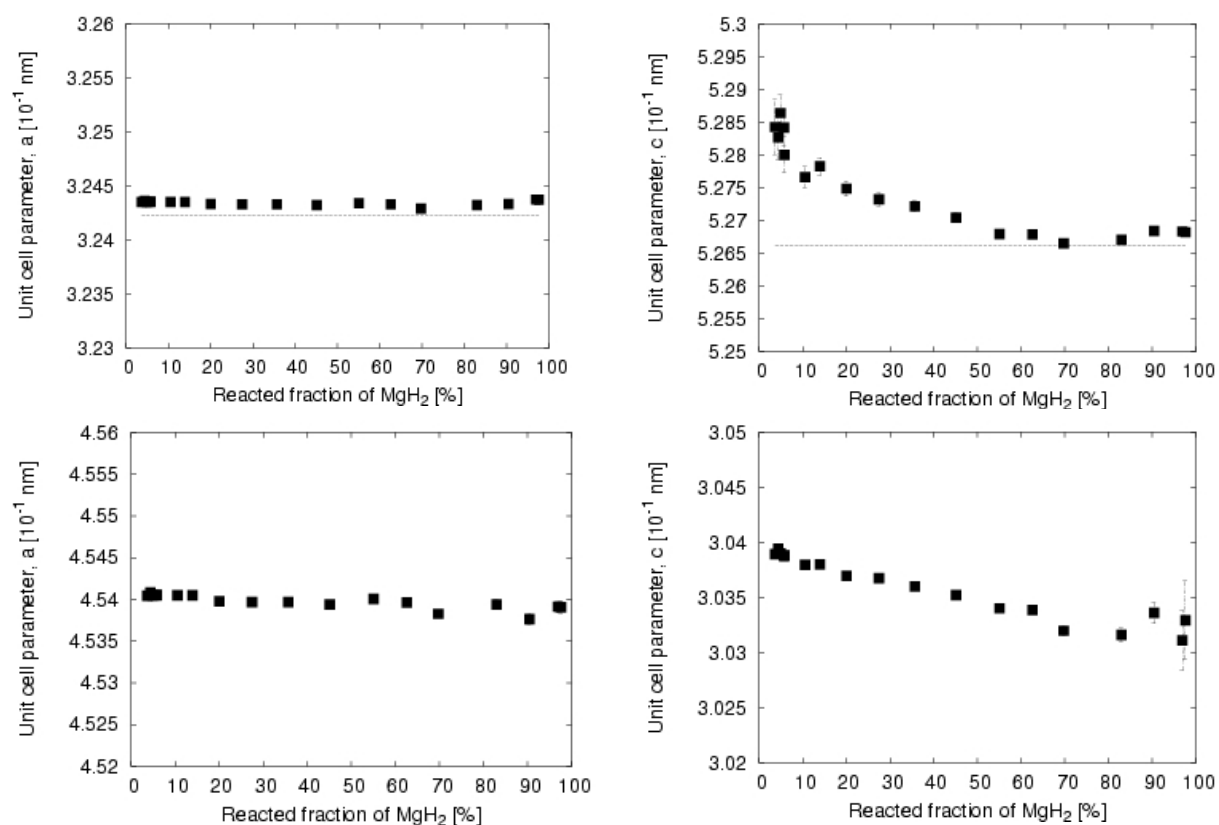 3.26
3.255
3.25
3.245
3.24
3.235
3.23
Unit cell parameter, a [10⁻¹ nm]
0 10 20 30 40 50 60 70 80 90 100
Reacted fraction of MgH₂ [%]
5.3
5.295
5.29
5.285
5.28
5.275
5.27
5.265
5.26
5.255
5.25
Unit cell parameter, c [10⁻¹ nm]
0 10 20 30 40 50 60 70 80 90 100
Reacted fraction of MgH₂ [%]
4.56
4.555
4.55
4.545
4.54
4.535
4.53
4.525
4.52
Unit cell parameter, a [10⁻¹ nm]
0 10 20 30 40 50 60 70 80 90 100
Reacted fraction of MgH₂ [%]
3.05
3.045
3.04
3.035
3.03
3.025
3.02
Unit cell parameter, c [10⁻¹ nm]
0 10 20 30 40 50 60 70 80 90 100
Reacted fraction of MgH₂ [%]